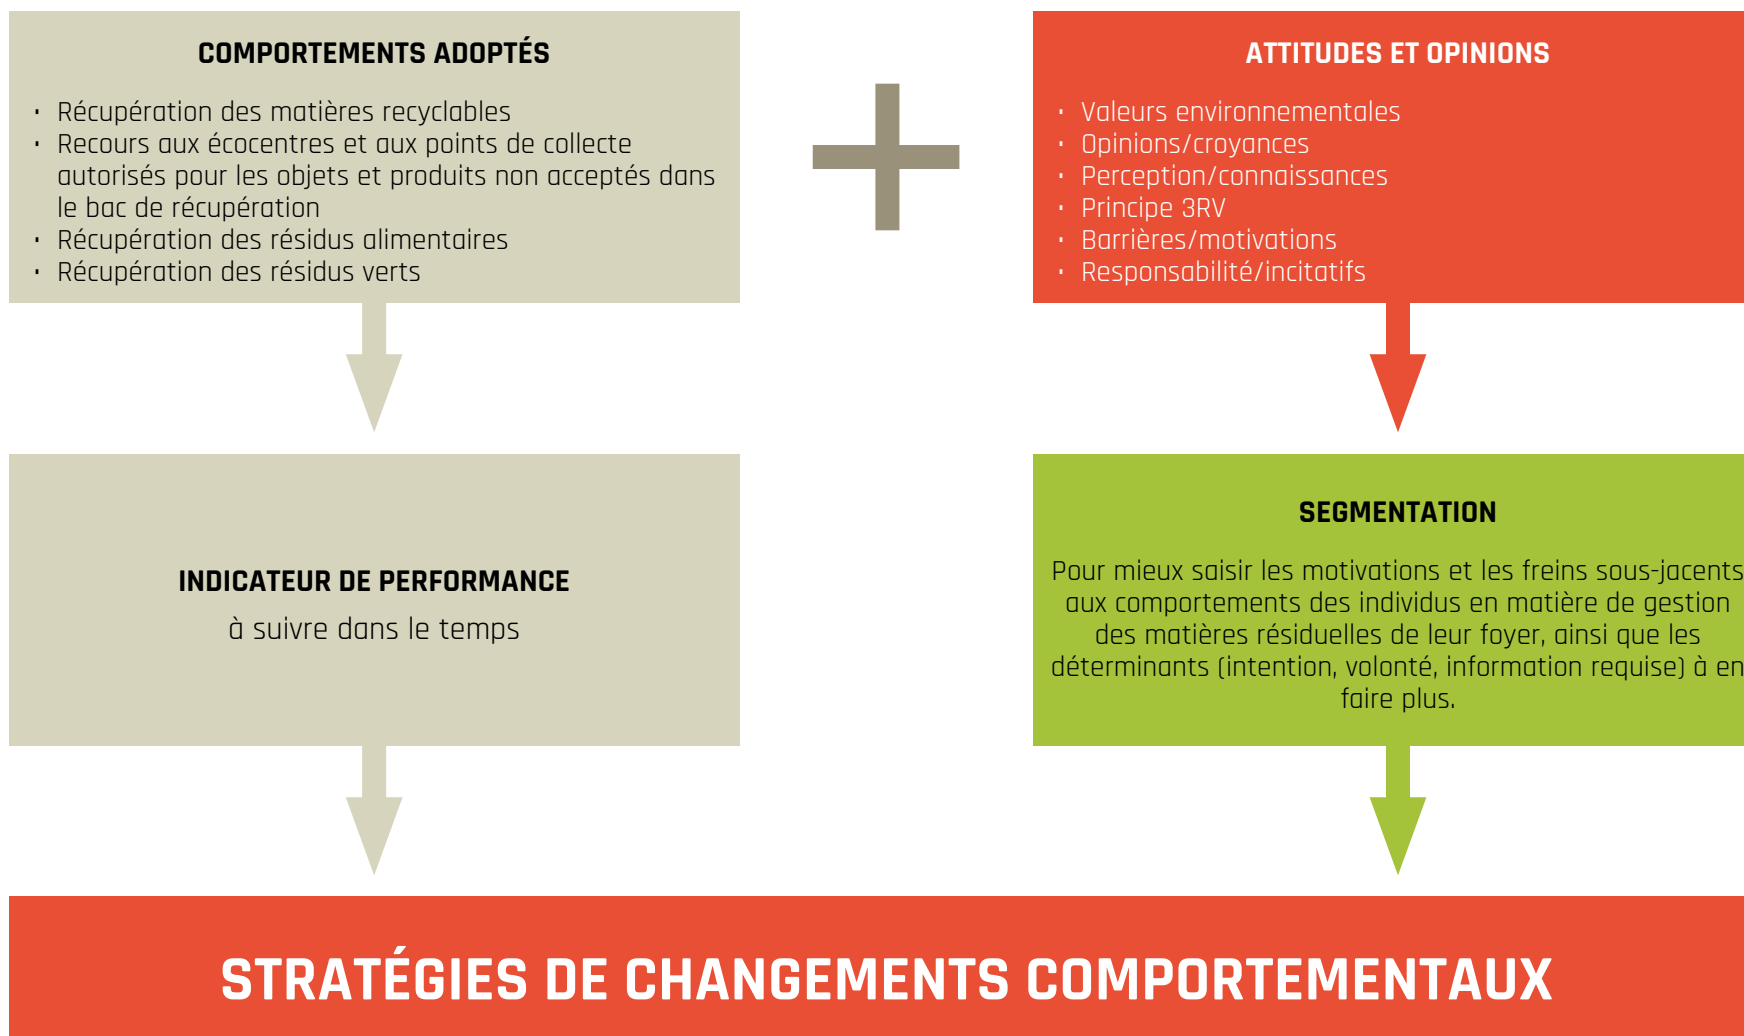 COMPORTEMENTS ADOPTÉS
· Récupération des matières recyclables
· Recours aux écocentres et aux points de collecte
autorisés pour les objets et produits non acceptés dans
le bac de récupération
· Récupération des résidus alimentaires
· Récupération des résidus verts
ATTITUDES ET OPINIONS
· Valeurs environnementales
· Opinions/croyances
· Perception/connaissances
· Principe 3RV
· Barrières/motivations
· Responsabilité/incitatifs
INDICATEUR DE PERFORMANCE
à suivre dans le temps
SEGMENTATION
Pour mieux saisir les motivations et les freins sous-jacents
aux comportements des individus en matière de gestion
des matières résiduelles de leur foyer, ainsi que les
déterminants (intention, volonté, information requise) à en
faire plus.
STRATÉGIES DE CHANGEMENTS COMPORTEMENTAUX